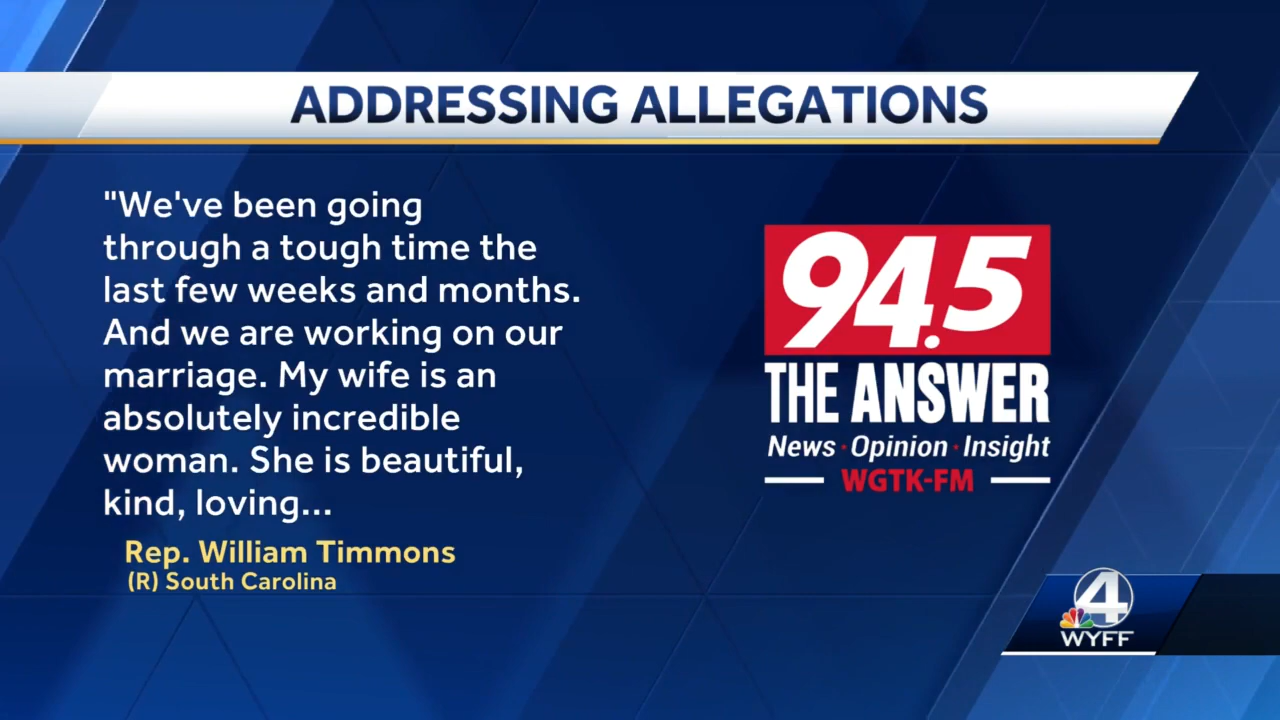 ADDRESSING ALLEGATIONS
"We've been going
through a tough time the
last few weeks and months.
And we are working on our
marriage. My wife is an
absolutely incredible
woman. She is beautiful,
kind, loving...
Rep. William Timmons
(R) South Carolina
94.5
THE ANSWER
News · Opinion · Insight
WGTK-FM
4
WYFF